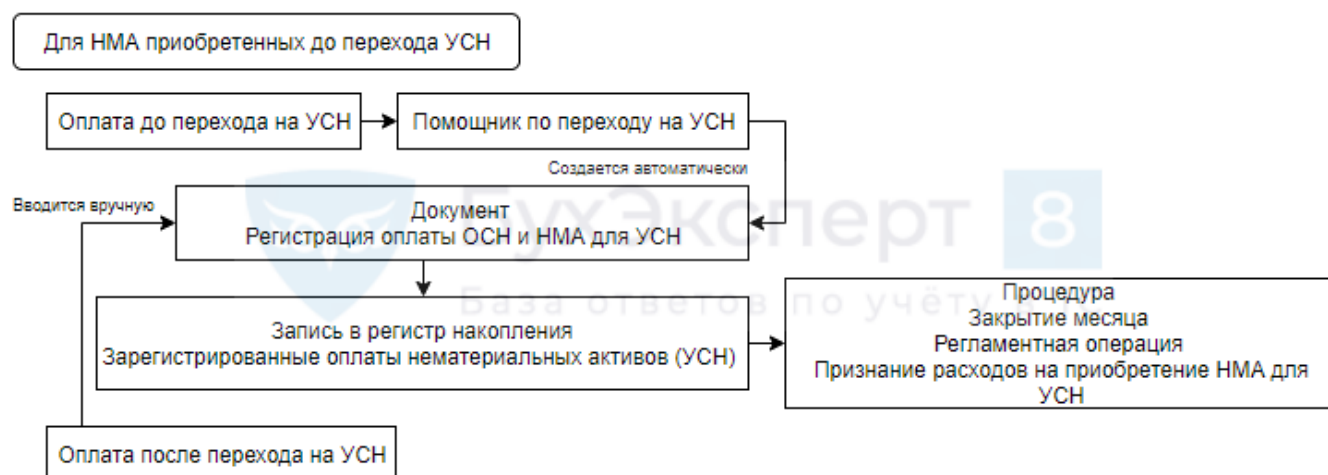 Для НМА приобретенных до перехода УСН
Оплата до перехода на УСН
Помощник по переходу на УСН
Создается автоматически
Вводится вручную
Документ
Регистрация оплаты ОСН и НМА для УСН
БухЭксперт 8
База ответов по учёту
Запись в регистр накопления
Зарегистрированные оплаты нематериальных активов (УСН)
Процедура
Закрытие месяца
Регламентная операция
Признание расходов на приобретение НМА для
УСН
Оплата после перехода на УСН